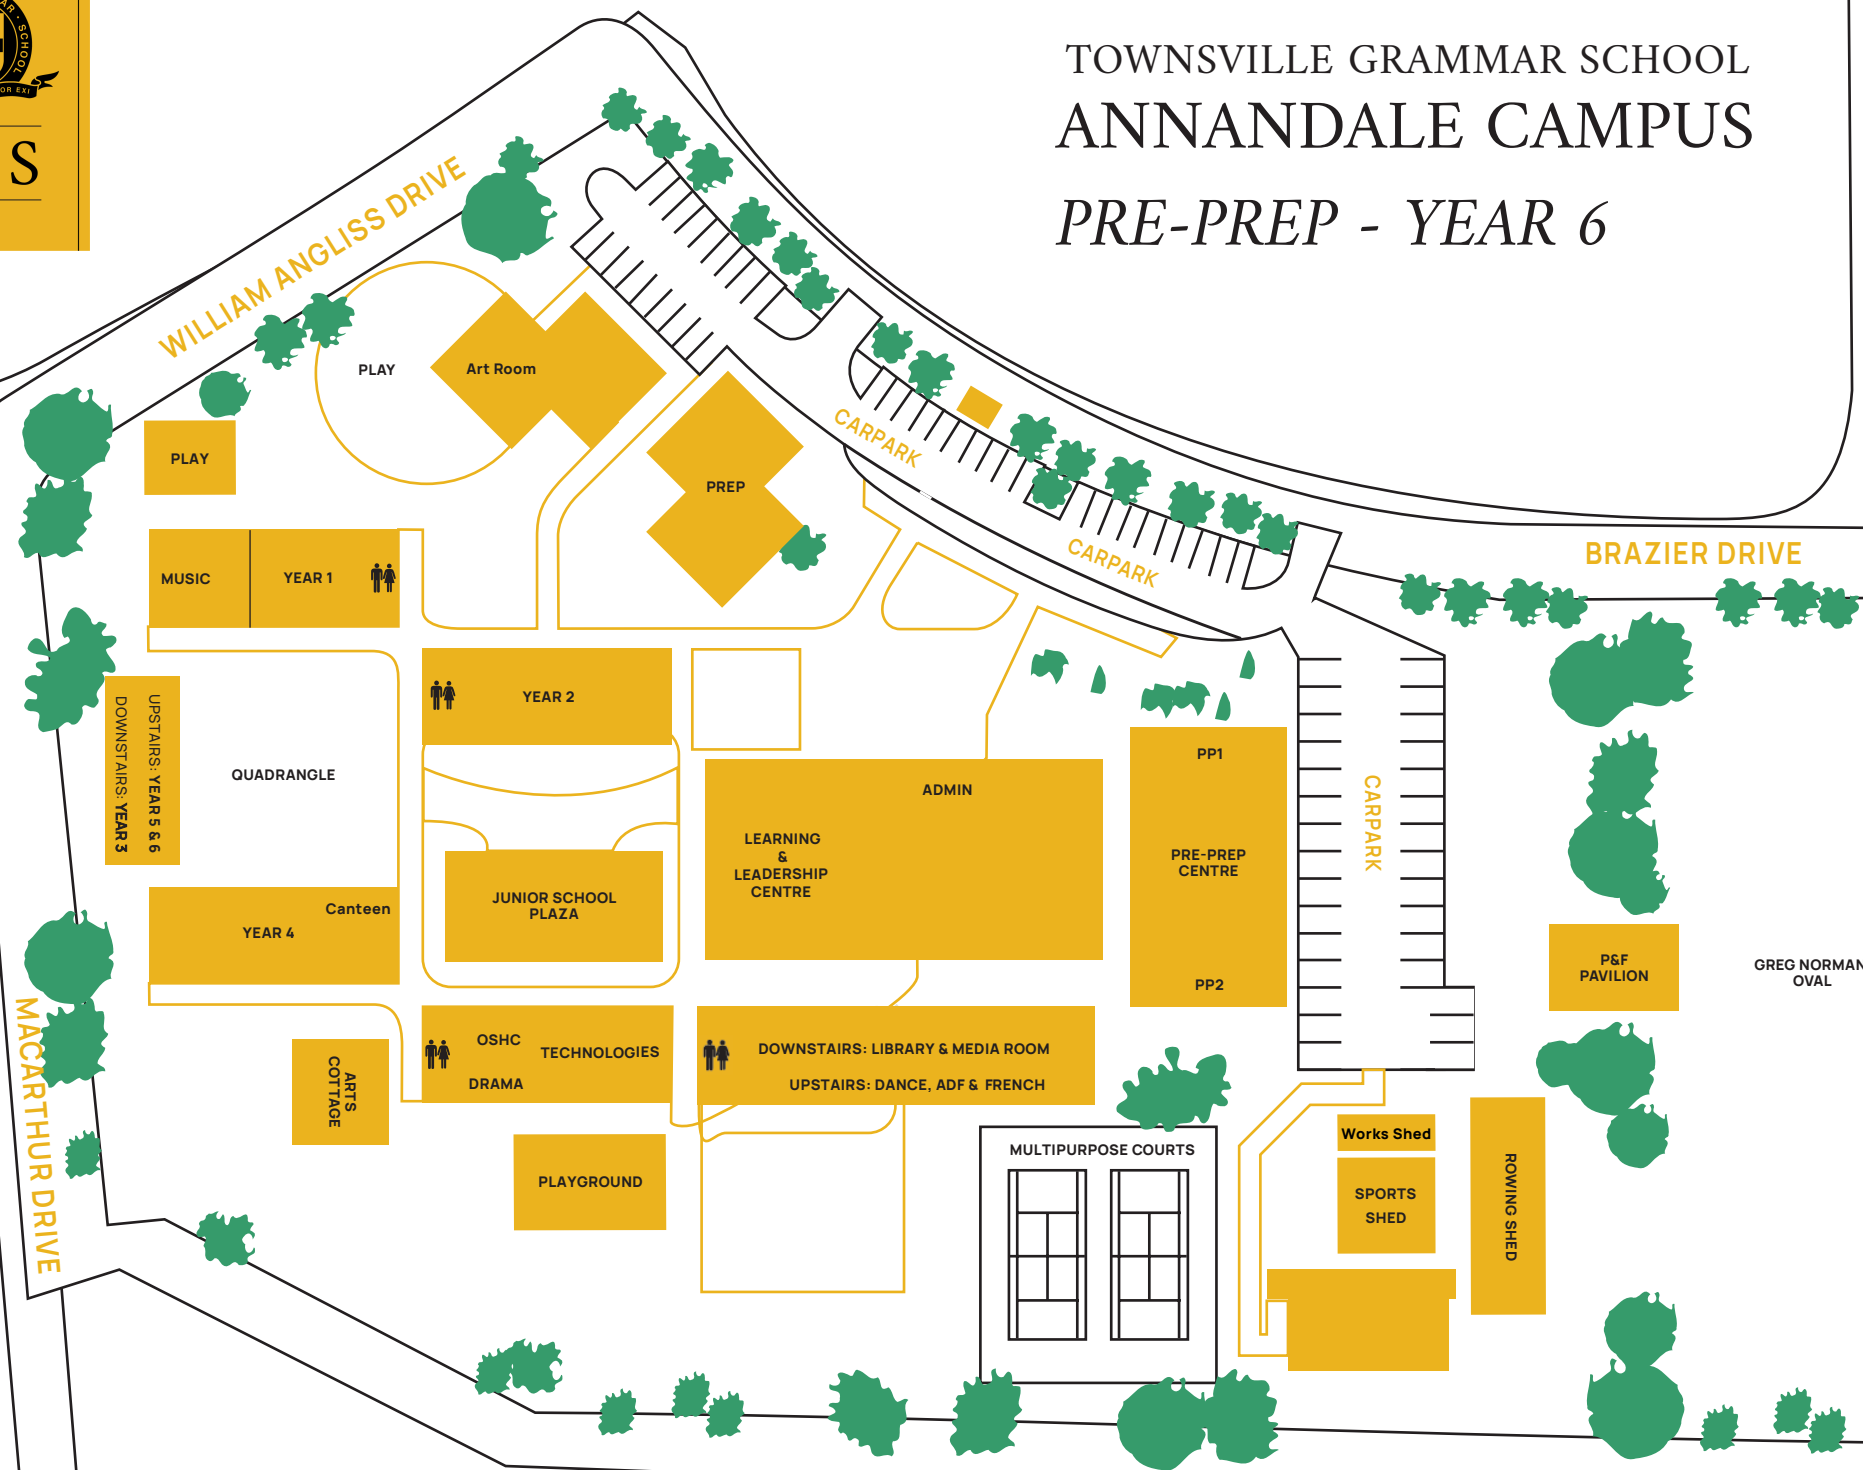 AR · SCHOOL
OR EXI
S
TOWNSVILLE GRAMMAR SCHOOL
ANNANDALE CAMPUS
PRE-PREP - YEAR 6
WILLIAM ANGLISS DRIVE
PLAY
Art Room
PLAY
CARPARK
PREP
CARPARK
BRAZIER DRIVE
MUSIC
YEAR 1
YEAR 2
UPSTAIRS: YEAR 5 & 6
DOWNSTAIRS: YEAR 3
QUADRANGLE
PP1
ADMIN
CARPARK
LEARNING
&
LEADERSHIP
CENTRE
PRE-PREP
CENTRE
JUNIOR SCHOOL
PLAZA
Canteen
YEAR 4
P&F
PAVILION
GREG NORMAN
OVAL
PP2
MACARTHUR DRIVE
OSHC
TECHNOLOGIES
DRAMA
DOWNSTAIRS: LIBRARY & MEDIA ROOM
UPSTAIRS: DANCE, ADF & FRENCH
ARTS
COTTAGE
Works Shed
MULTIPURPOSE COURTS
PLAYGROUND
SPORTS
SHED
ROWING SHED